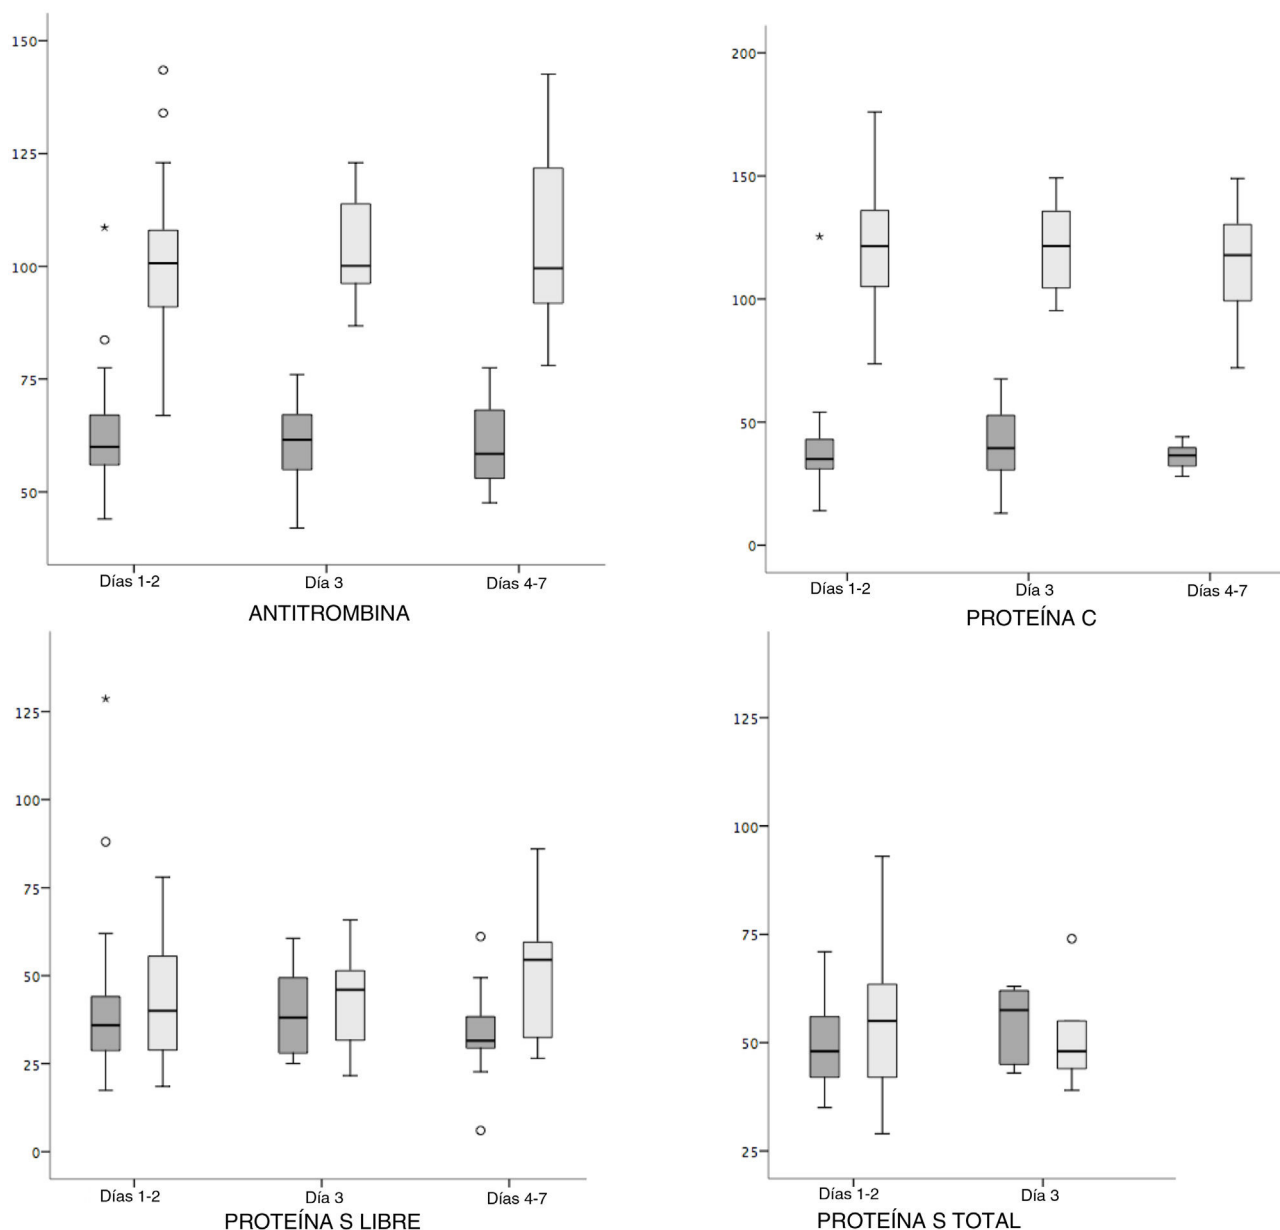 150
125
100
75
50
Días 1-2
Día 3
Días 4-7
ANTITROMBINA
200
150
100
50
0
Días 1-2
Día 3
Días 4-7
PROTEÍNA C
125
100
75
50
25
0
Días 1-2
Día 3
Días 4-7
PROTEÍNA S LIBRE
125
100
75
50
25
Días 1-2
Día 3
PROTEÍNA S TOTAL